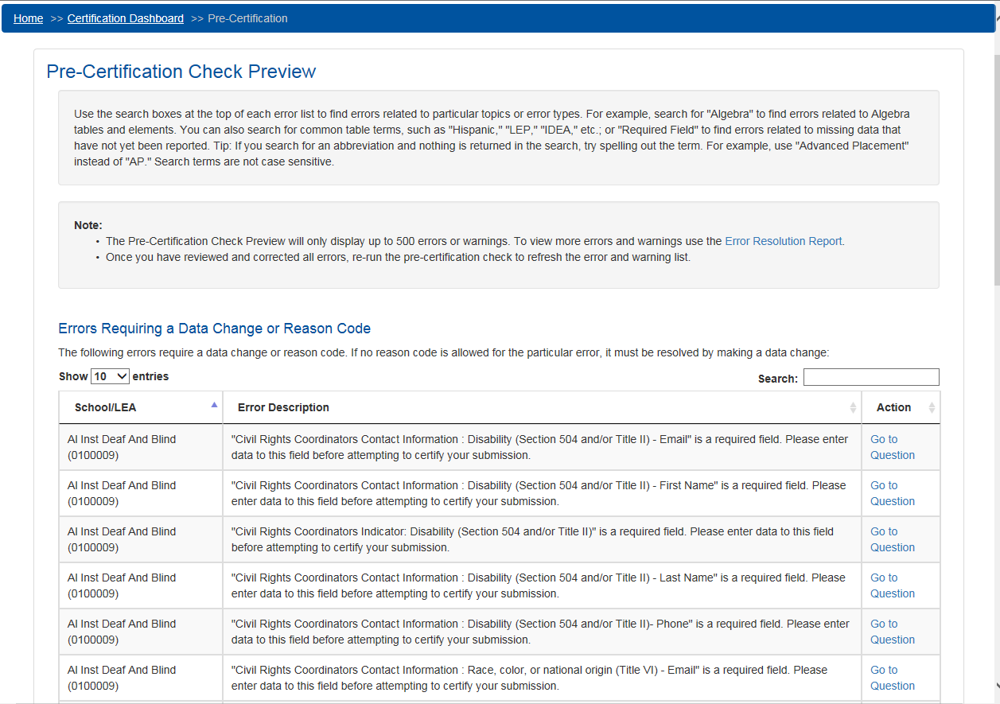 Home >> Certification Dashboard >> Pre-Certification
Pre-Certification Check Preview
Use the search boxes at the top of each error list to find errors related to particular topics or error types. For example, search for "Algebra" to find errors related to Algebra
tables and elements. You can also search for common table terms, such as "Hispanic," "LEP," "IDEA," etc.; or "Required Field" to find errors related to missing data that
have not yet been reported. Tip: If you search for an abbreviation and nothing is returned in the search, try spelling out the term. For example, use "Advanced Placement"
instead of "AP." Search terms are not case sensitive.
Note:
• The Pre-Certification Check Preview will only display up to 500 errors or warnings. To view more errors and warnings use the Error Resolution Report.
• Once you have reviewed and corrected all errors, re-run the pre-certification check to refresh the error and warning list.
Errors Requiring a Data Change or Reason Code
The following errors require a data change or reason code. If no reason code is allowed for the particular error, it must be resolved by making a data change:
Show 10 entries
Search:
School/LEA Error Description Action
Al Inst Deaf And Blind "Civil Rights Coordinators Contact Information : Disability (Section 504 and/or Title II) - Email" is a required field. Please enter Go to
(0100009) data to this field before attempting to certify your submission. Question
Al Inst Deaf And Blind "Civil Rights Coordinators Contact Information : Disability (Section 504 and/or Title II) - First Name" is a required field. Please Go to
(0100009) enter data to this field before attempting to certify your submission. Question
Al Inst Deaf And Blind "Civil Rights Coordinators Indicator: Disability (Section 504 and/or Title II)" is a required field. Please enter data to this field Go to
(0100009) before attempting to certify your submission. Question
Al Inst Deaf And Blind "Civil Rights Coordinators Contact Information : Disability (Section 504 and/or Title II) - Last Name" is a required field. Please Go to
(0100009) enter data to this field before attempting to certify your submission. Question
Al Inst Deaf And Blind "Civil Rights Coordinators Contact Information : Disability (Section 504 and/or Title II)- Phone" is a required field. Please enter Go to
(0100009) data to this field before attempting to certify your submission. Question
Al Inst Deaf And Blind "Civil Rights Coordinators Contact Information : Race, color, or national origin (Title VI) - Email" is a required field. Please Go to
(0100009) enter data to this field before attempting to certify your submission. Question